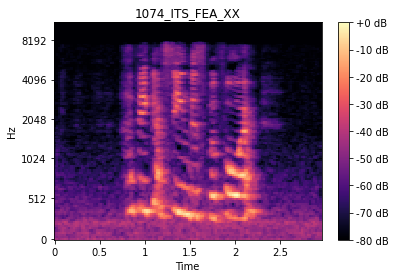 1074_ITS_FEA_XX
+0 dB
8192
-10 dB
4096
-20 dB
-30 dB
2048
Hz
-40 dB
1024
-50 dB
512
-60 dB
-70 dB
0
-80 dB
0 0.5 1 1.5 2 2.5
Time